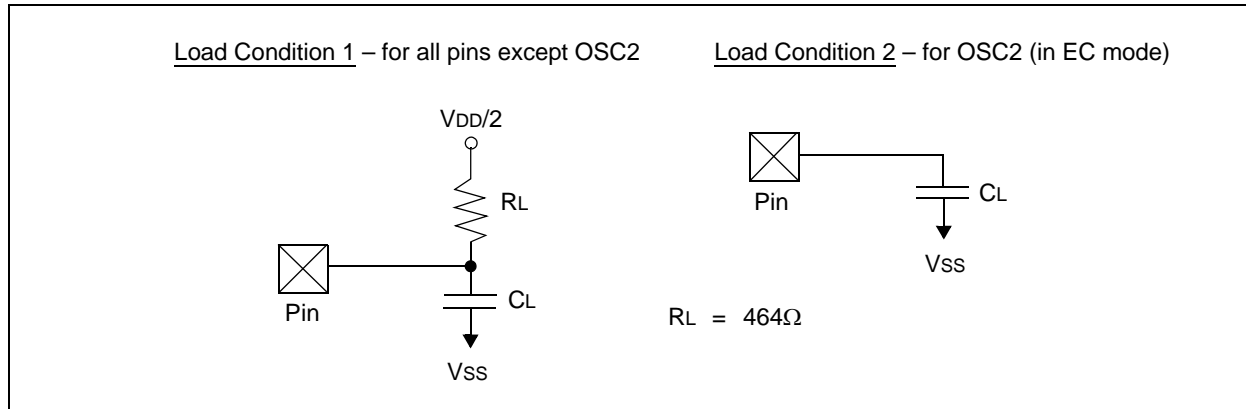 Load Condition 1 – for all pins except OSC2
Load Condition 2 – for OSC2 (in EC mode)
VDD/2
RL
Pin
CL
VSS
Pin
CL
VSS
RL = 464Ω